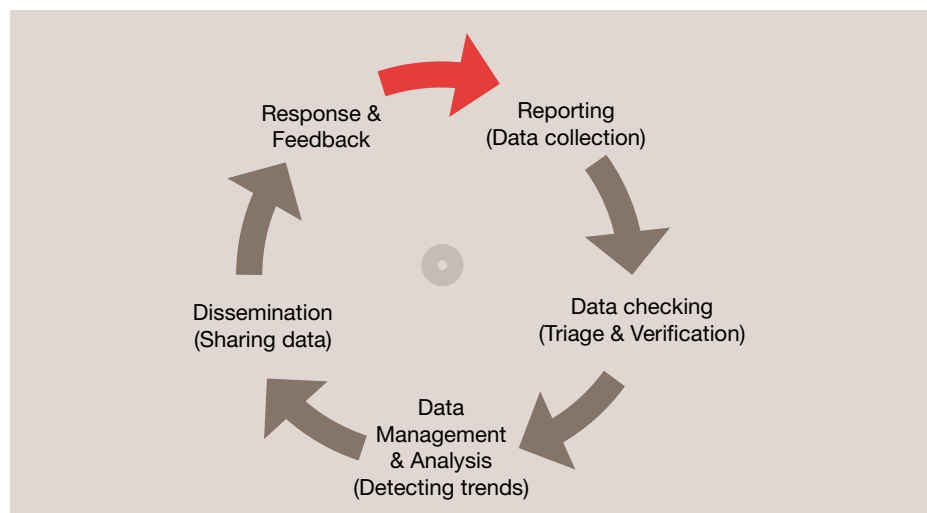 Response &
Feedback
Reporting
(Data collection)
Data checking
(Triage & Verification)
Data
Management
& Analysis
(Detecting trends)
Dissemination
(Sharing data)